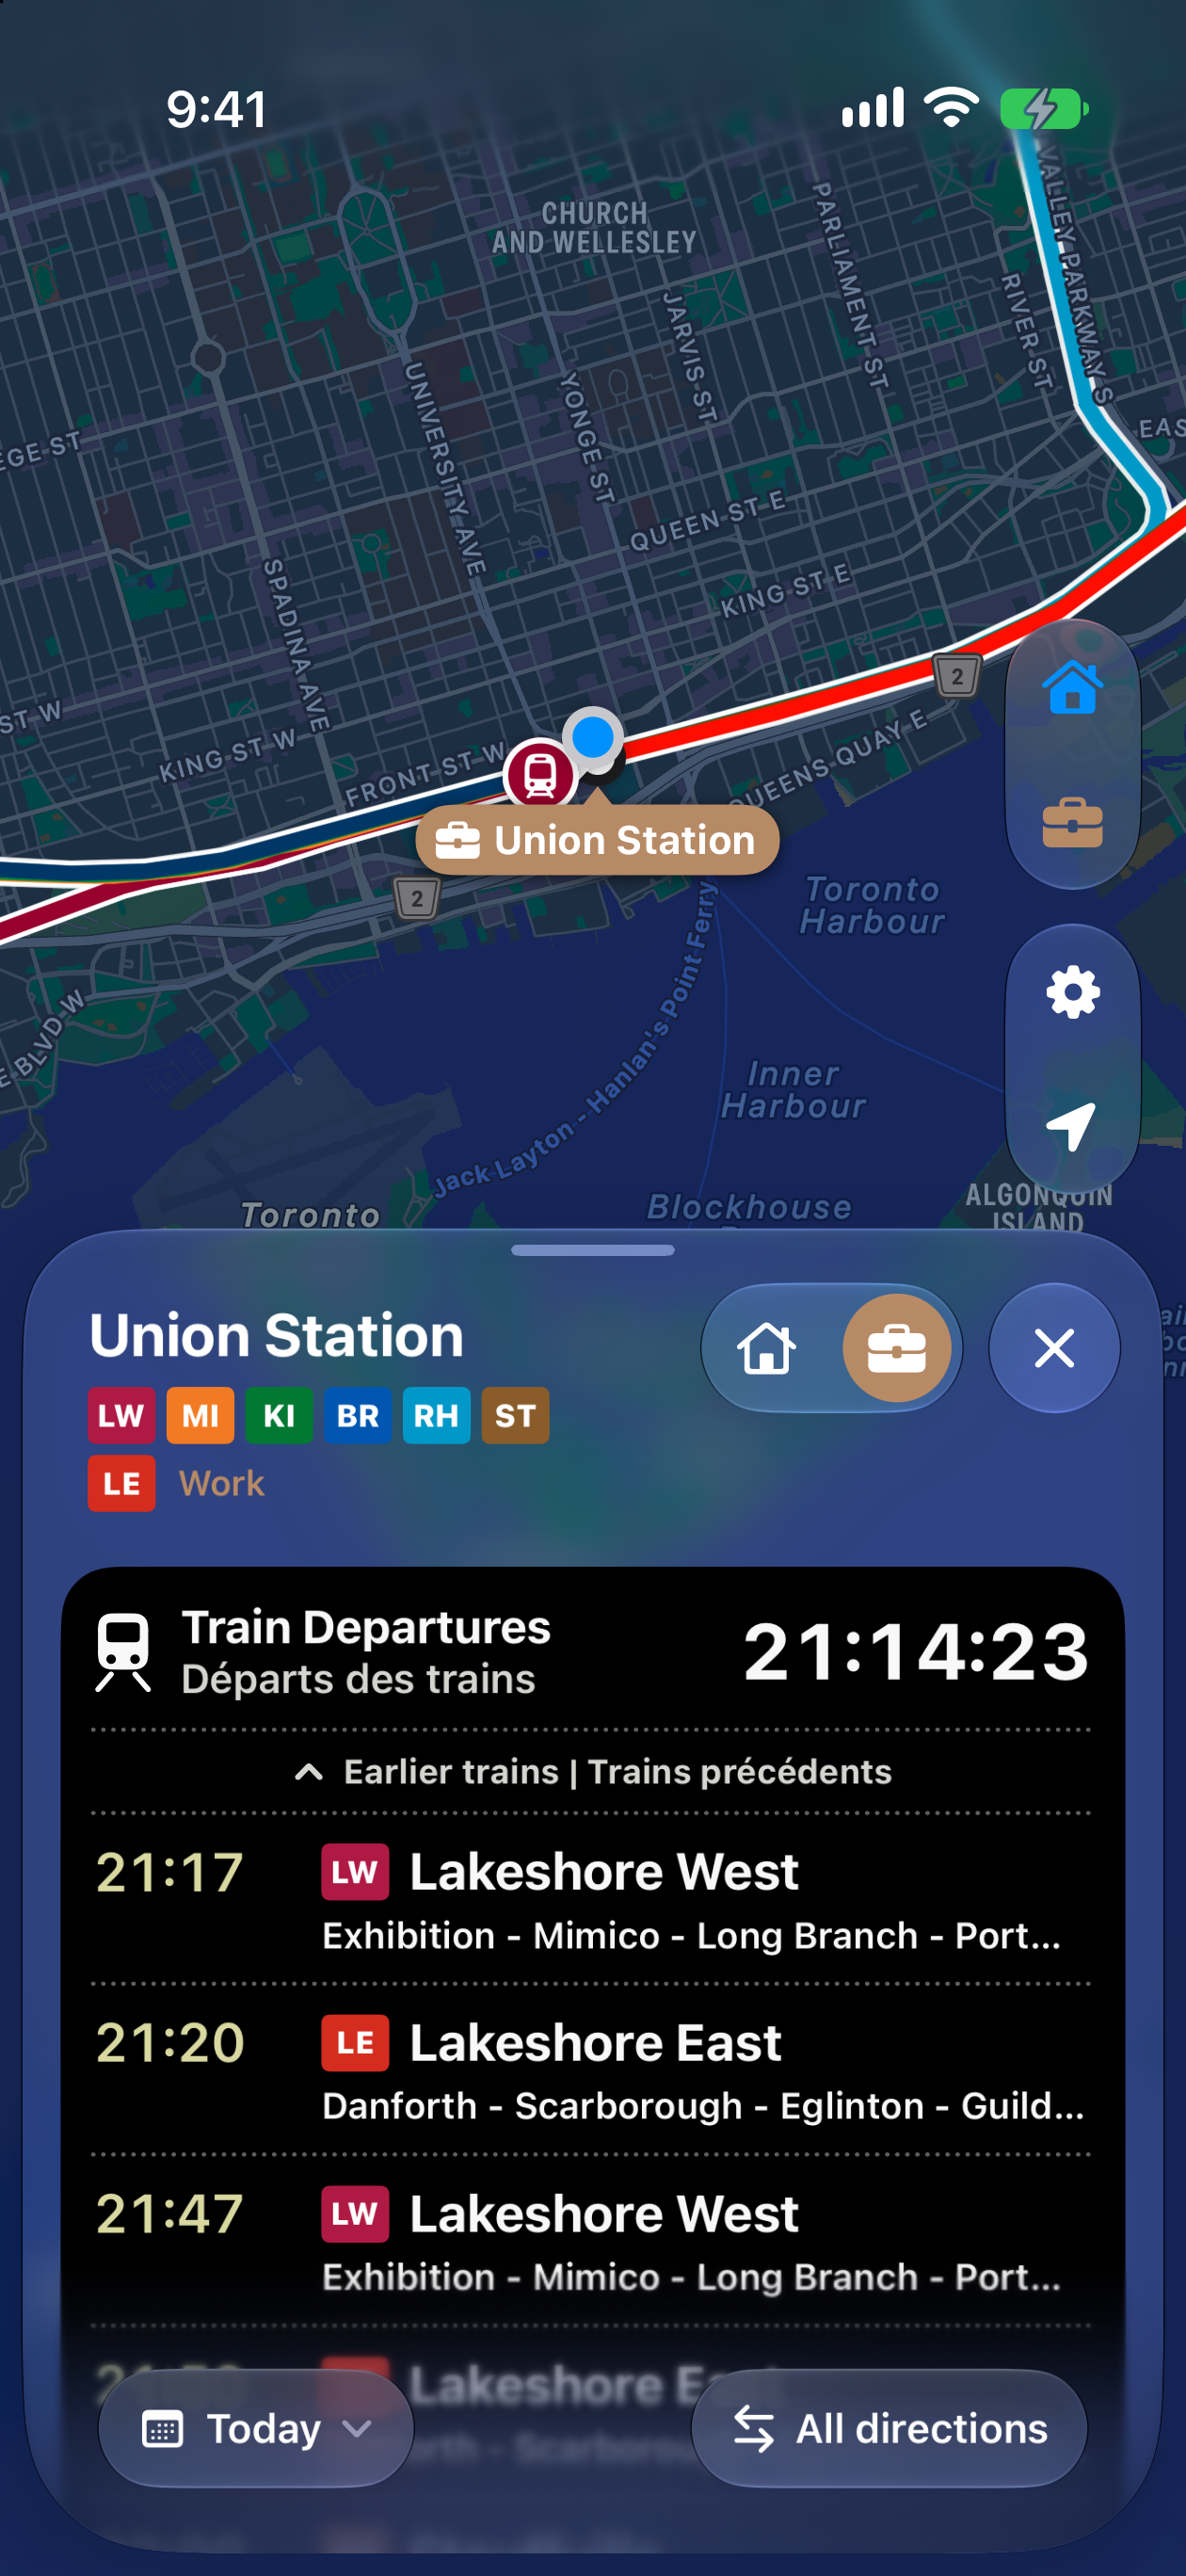 9:41
CHURCH
AND WELLESLEY
VALLEY PARKWAY S
PARLIAMENT ST
RIVER ST
JARVIS ST
UNIVERSITY AVE
YONGE ST
EGE ST
EAS
QUEEN ST E
SPADINA AVE
KING ST E
2
ST W
KING ST W
FRONT ST W
QUEENS QUAY E
Union Station
2
Toronto
Harbour
E BLVD W
Jack Layton - Hanlan's Point Ferry
Inner
Harbour
Toronto
Blockhouse
ALGONQUIN
ISLAND
Union Station
LW MI KI BR RH ST
LE Work
Train Departures
Départs des trains
21:14:23
Earlier trains | Trains précédents
21:17 LW Lakeshore West
Exhibition - Mimico - Long Branch - Port...
21:20 LE Lakeshore East
Danforth - Scarborough - Eglinton - Guild...
21:47 LW Lakeshore West
Exhibition - Mimico - Long Branch - Port...
Lakeshore East
Today
All directions